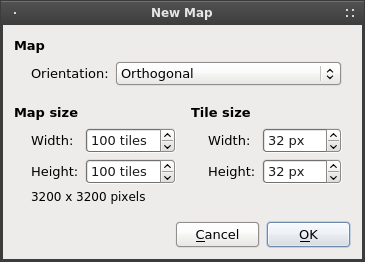 New Map
Map
Orientation: Orthogonal
Map size Tile size
Width: 100 tiles Width: 32 px
Height: 100 tiles Height: 32 px
3200 x 3200 pixels
Cancel OK